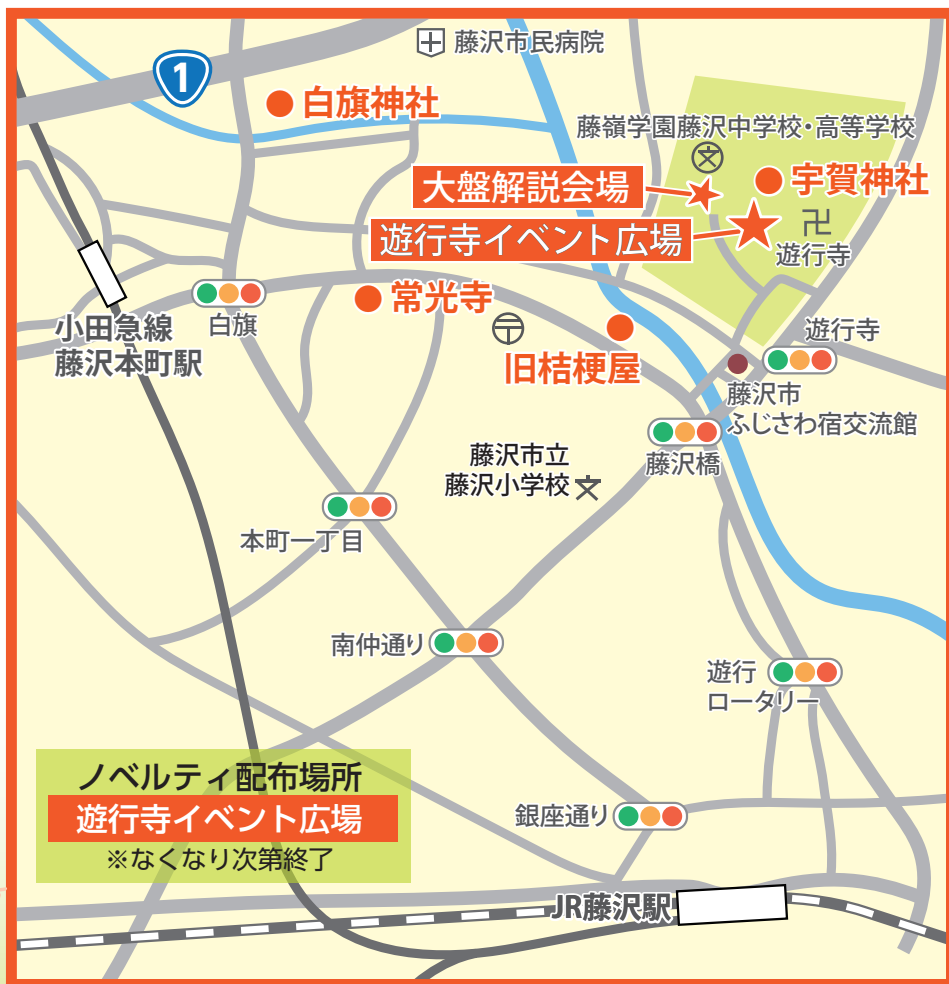 藤沢市民病院
1
白旗神社
藤嶺学園藤沢中学校・高等学校
大盤解説会場
宇賀神社
遊行寺イベント広場
遊行寺
常光寺
白旗
小田急線
藤沢本町駅
旧桔梗屋
遊行寺
藤沢市
ふじさわ宿交流館
藤沢橋
藤沢市立
藤沢小学校
本町一丁目
南仲通り
遊行
ロータリー
ノベルティ配布場所
遊行寺イベント広場
※なくなり次第終了
銀座通り
JR藤沢駅